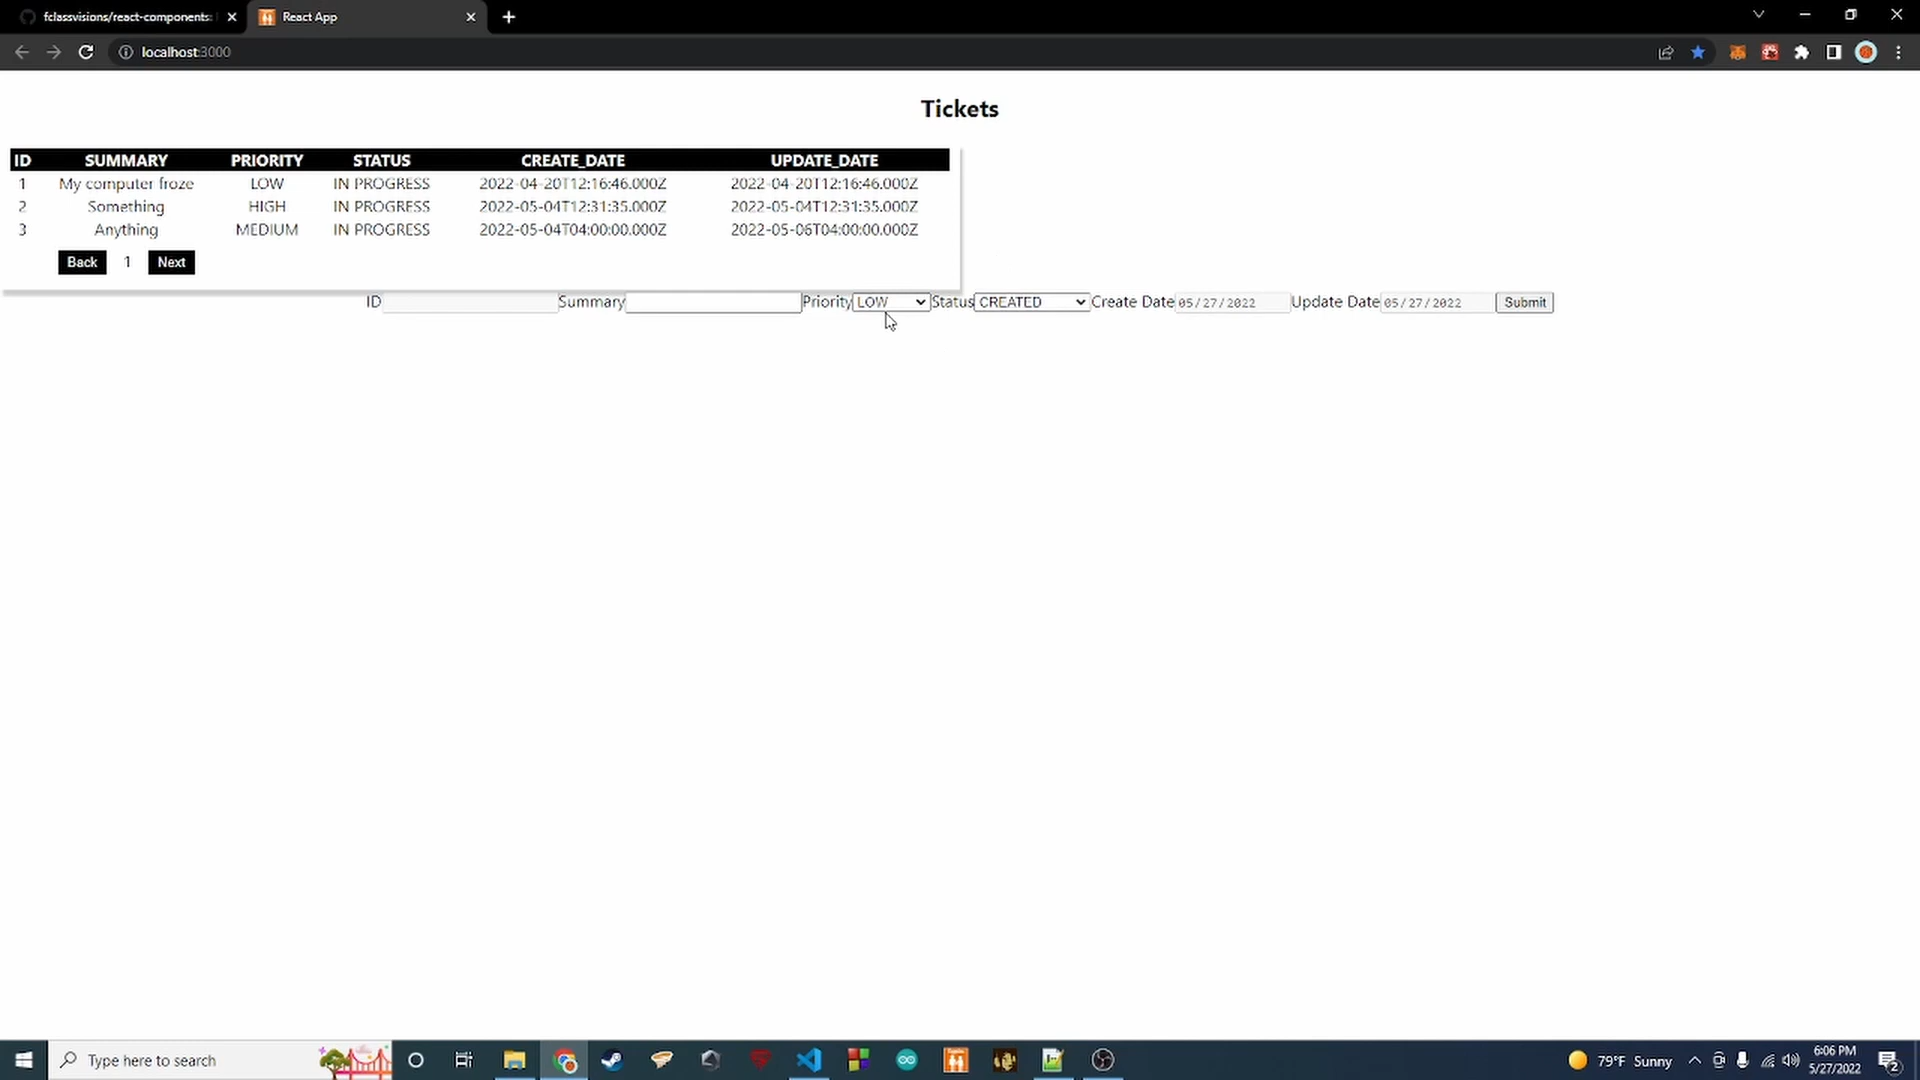 fclassvisions/react-components:
React App
localhost:3000
Tickets
ID SUMMARY PRIORITY STATUS CREATE_DATE UPDATE_DATE
1 My computer froze LOW IN PROGRESS 2022-04-20T12:16:46.000Z 2022-04-20T12:16:46.000Z
2 Something HIGH IN PROGRESS 2022-05-04T12:31:35.000Z 2022-05-04T12:31:35.000Z
3 Anything MEDIUM IN PROGRESS 2022-05-04T04:00:00.000Z 2022-05-06T04:00:00.000Z
Back 1 Next
ID Summary Priority LOW Status CREATED Create Date 05/27/2022 Update Date 05/27/2022 Submit
Type here to search
79°F Sunny
6:06 PM
5/27/2022
2